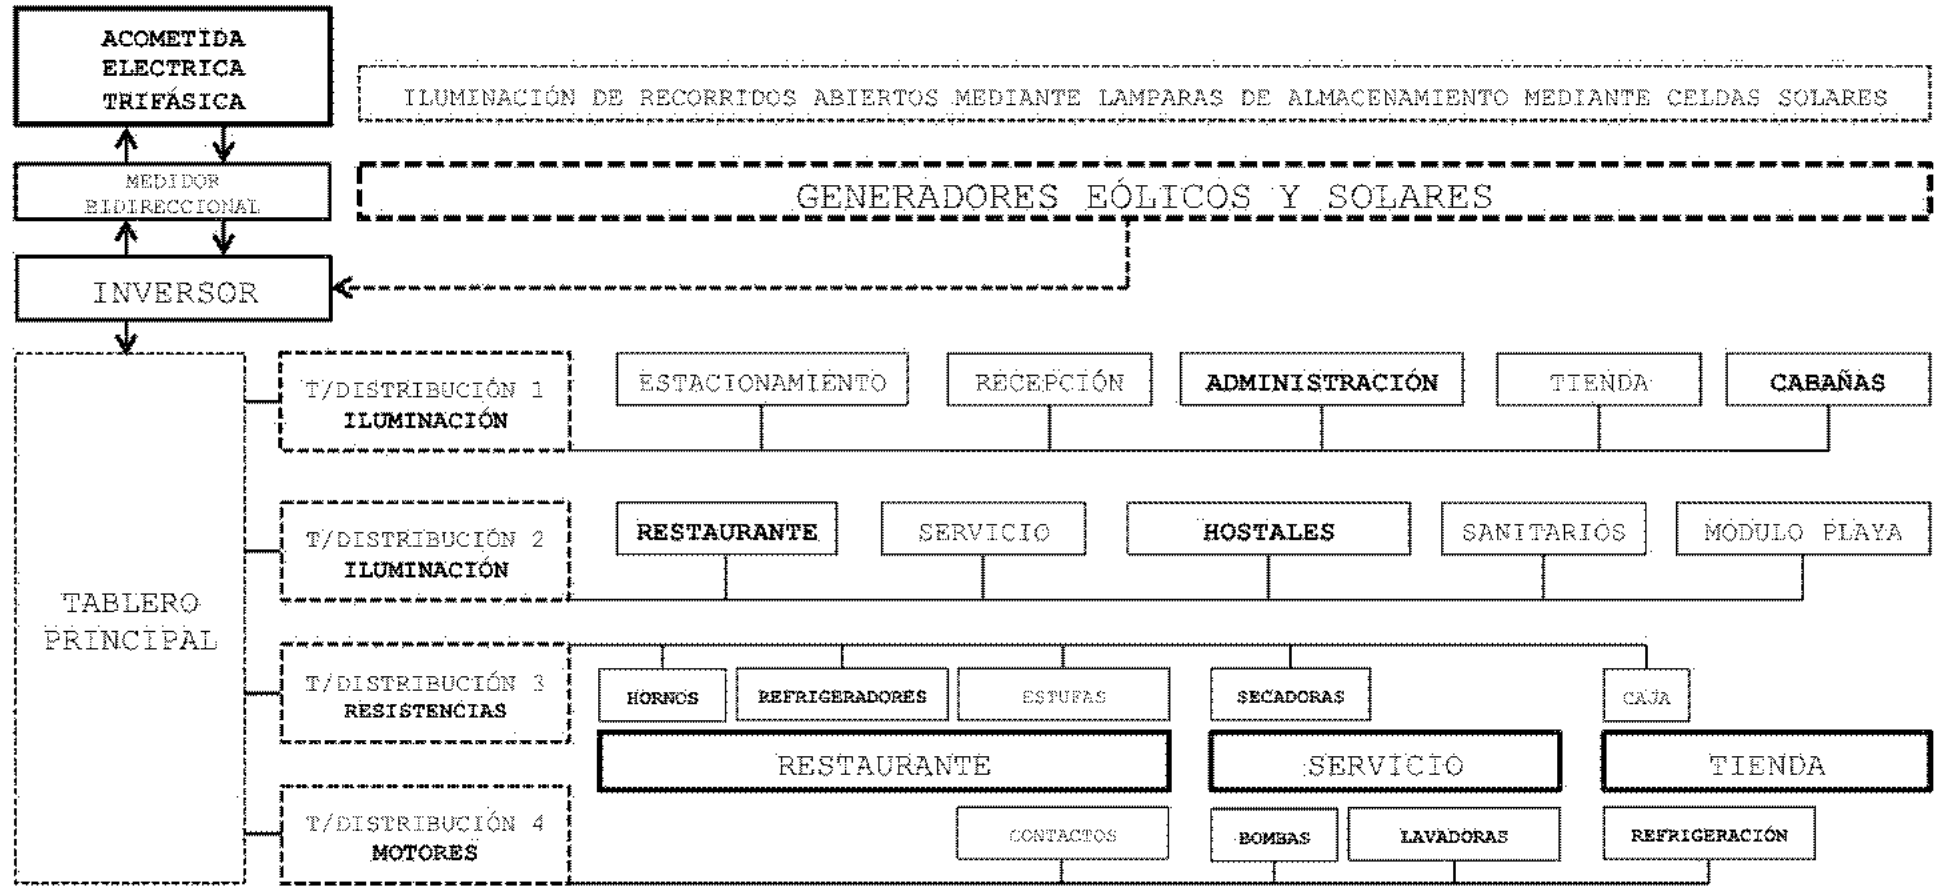 ACOMETIDA
ELECTRICA
TRIFÁSICA
ILUMINACIÓN DE RECORRIDOS ABIERTOS MEDIANTE LAMPARAS DE ALMACENAMIENTO MEDIANTE CELDAS SOLARES
MEDIDOR
BIDIRECCIONAL
GENERADORES EÓLICOS Y SOLARES
INVERSOR
TABLERO
PRINCIPAL
T/DISTRIBUCIÓN 1
ILUMINACIÓN
ESTACIONAMIENTO
RECEPCIÓN
ADMINISTRACIÓN
TIENDA
CABAÑAS
T/DISTRIBUCIÓN 2
ILUMINACIÓN
RESTAURANTE
SERVICIO
HOSTALES
SANITARIOS
MÓDULO PLAYA
T/DISTRIBUCIÓN 3
RESISTENCIAS
HORNOS
REFRIGERADORES
ESTUFAS
SECADORAS
CAJA
RESTAURANTE
SERVICIO
TIENDA
T/DISTRIBUCIÓN 4
MOTORES
CONTACTOS
BOMBAS
LAVADORAS
REFRIGERACIÓN